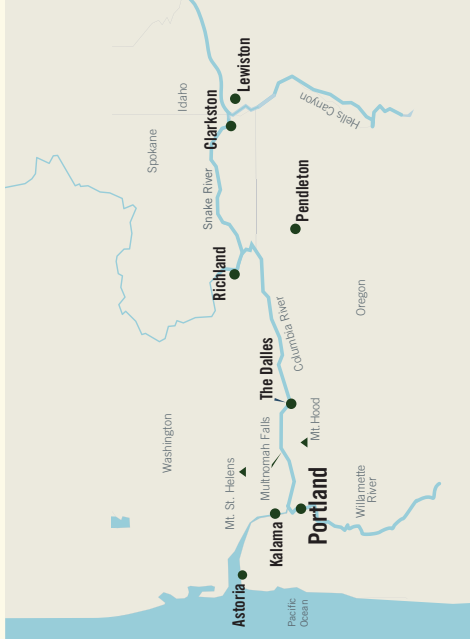 Lewiston
Idaho
Clarkston
Hells Canyon
Spokane
Snake River
Pendleton
Richland
Oregon
Columbia River
The Dalles
Mt.Hood
Washington
Multnomah Falls
Mt. St. Helens
Willamette
River
Portland
Kalama
Astoria
Pacific
Ocean